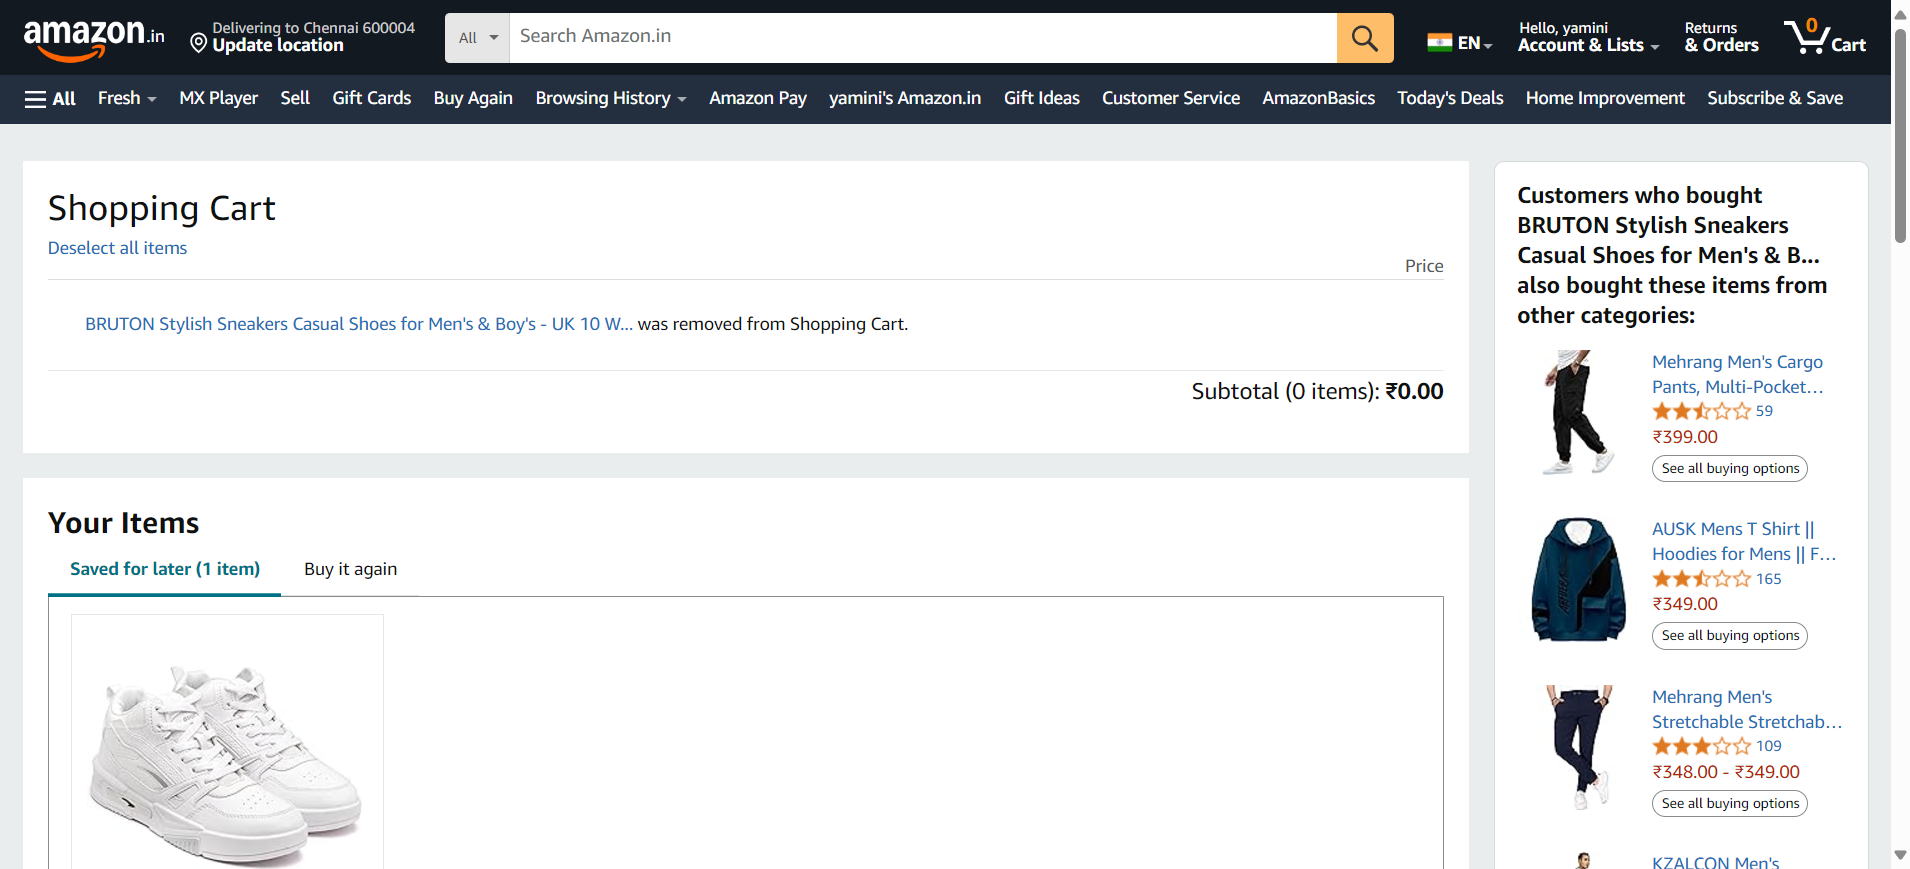 amazon.in
Delivering to Chennai 600004
Update location
All
Search Amazon.in
EN
Hello, yamini
Account & Lists
Returns
& Orders
0
Cart
All
Fresh
MX Player
Sell
Gift Cards
Buy Again
Browsing History
Amazon Pay
yamini's Amazon.in
Gift Ideas
Customer Service
AmazonBasics
Today's Deals
Home Improvement
Subscribe & Save
Shopping Cart
Deselect all items
Price
BRUTON Stylish Sneakers Casual Shoes for Men's & Boy's - UK 10 W... was removed from Shopping Cart.
Subtotal (0 items): ₹0.00
Your Items
Saved for later (1 item)
Buy it again
Customers who bought
BRUTON Stylish Sneakers
Casual Shoes for Men's & B...
also bought these items from
other categories:
Mehrang Men's Cargo
Pants, Multi-Pocket...
59
₹399.00
See all buying options
AUSK Mens T Shirt ||
Hoodies for Mens || F...
165
₹349.00
See all buying options
Mehrang Men's
Stretchable Stretchab...
109
₹348.00 - ₹349.00
See all buying options
KZALCON Men's